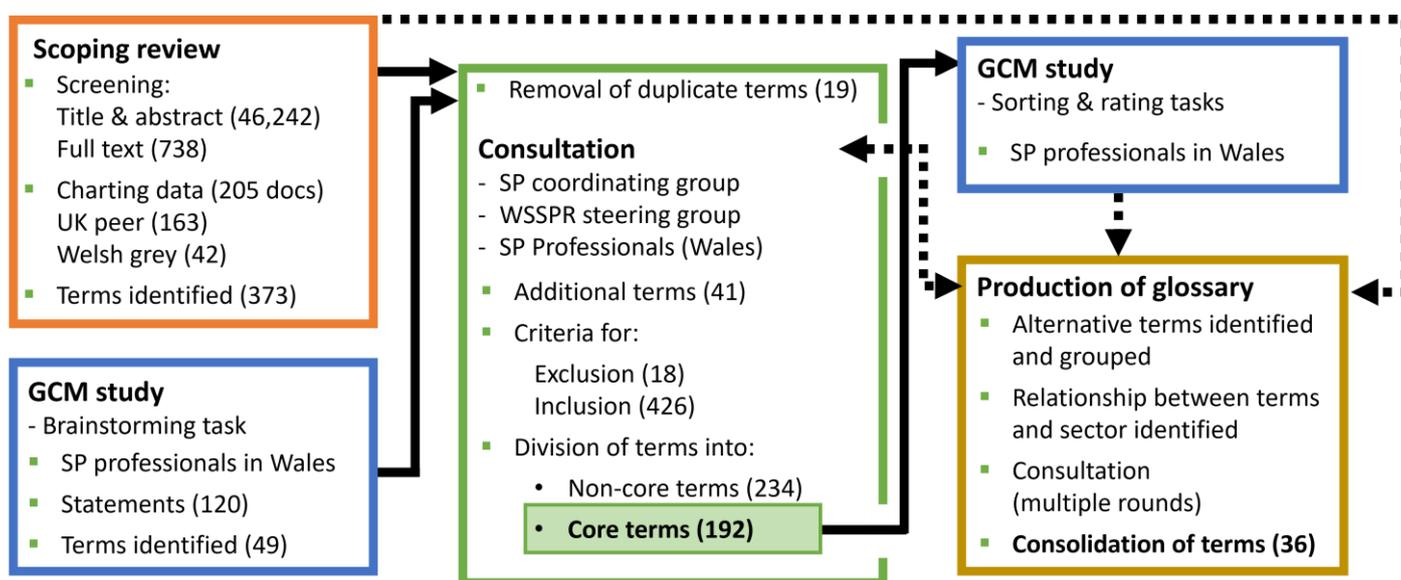 Scoping review
▪ Screening:
Title & abstract (46,242)
Full text (738)
▪ Charting data (205 docs)
UK peer (163)
Welsh grey (42)
▪ Terms identified (373)
GCM study
- Brainstorming task
▪ SP professionals in Wales
▪ Statements (120)
▪ Terms identified (49)
▪ Removal of duplicate terms (19)
Consultation
- SP coordinating group
- WSSPR steering group
- SP Professionals (Wales)
▪ Additional terms (41)
▪ Criteria for:
Exclusion (18)
Inclusion (426)
▪ Division of terms into:
• Non-core terms (234)
• Core terms (192)
GCM study
- Sorting & rating tasks
▪ SP professionals in Wales
Production of glossary
▪ Alternative terms identified
and grouped
▪ Relationship between terms
and sector identified
▪ Consultation
(multiple rounds)
▪ Consolidation of terms (36)